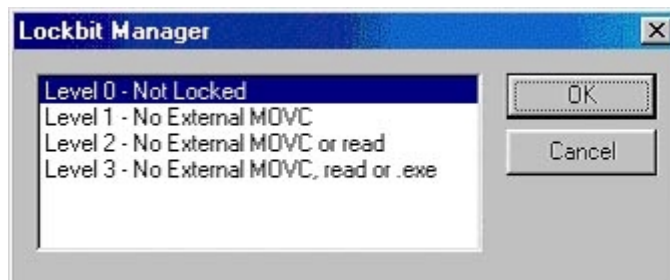 Lockbit Manager
Level 0 - Not Locked
Level 1 - No External MOVC
Level 2 - No External MOVC or read
Level 3 - No External MOVC, read or .exe
OK
Cancel